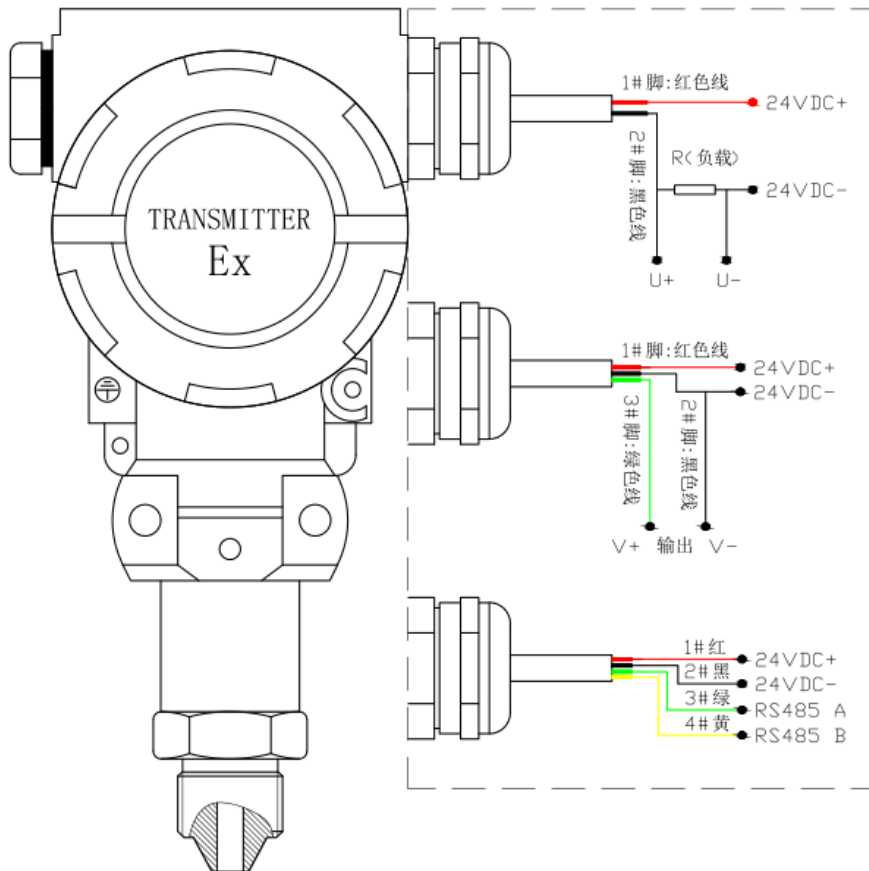 TRANSMITTER
Ex
1#脚:红色线
24VDC+
2#脚:黑色线
R(负载)
24VDC-
U+
U-
1#脚:红色线
24VDC+
24VDC-
3#脚:绿色线
2#脚:黑色线
V+ 输出 V-
1#红
24VDC+
2#黑
24VDC-
3#绿
RS485 A
4#黄
RS485 B